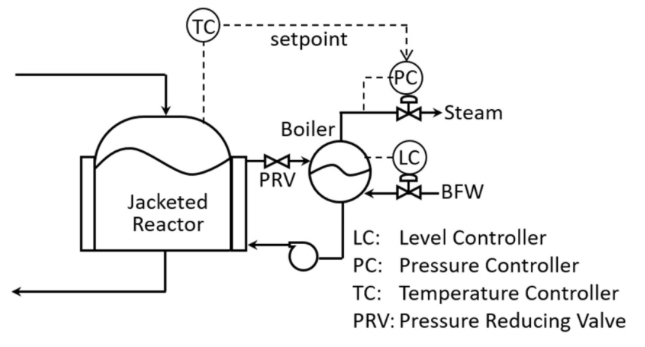 TC
setpoint
PC
Steam
Boiler
LC
PRV
BFW
Jacketed
Reactor
LC: Level Controller
PC: Pressure Controller
TC: Temperature Controller
PRV: Pressure Reducing Valve